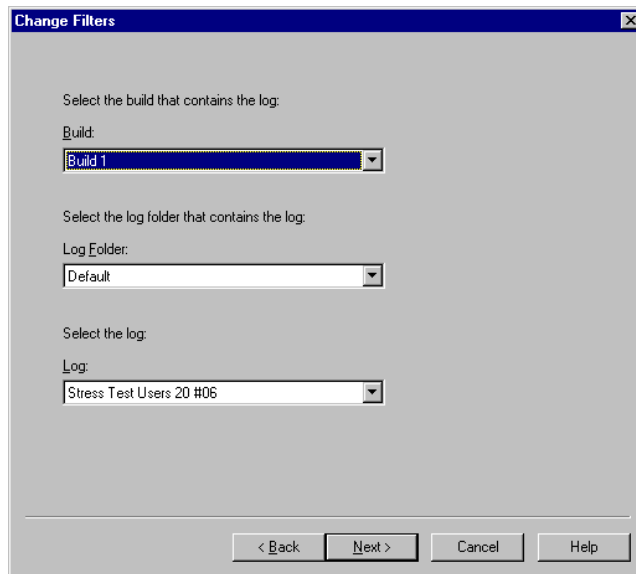 Change Filters
Select the build that contains the log:
Build:
Build 1
Select the log folder that contains the log:
Log Folder:
Default
Select the log:
Log:
Stress Test Users 20 #06
< Back Next > Cancel Help